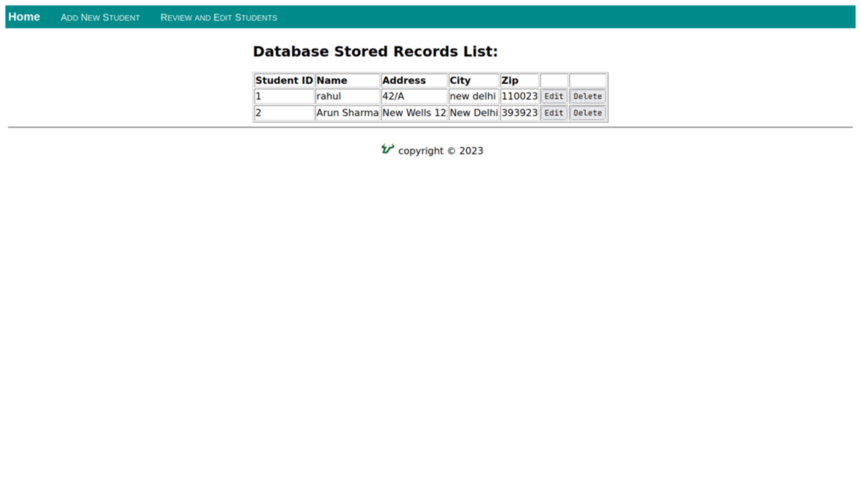 Home Add New Student Review and Edit Students
Database Stored Records List:
Student ID Name Address City Zip
1 rahul 42/A new delhi 110023 Edit Delete
2 Arun Sharma New Wells 12 New Delhi 393923 Edit Delete
copyright © 2023